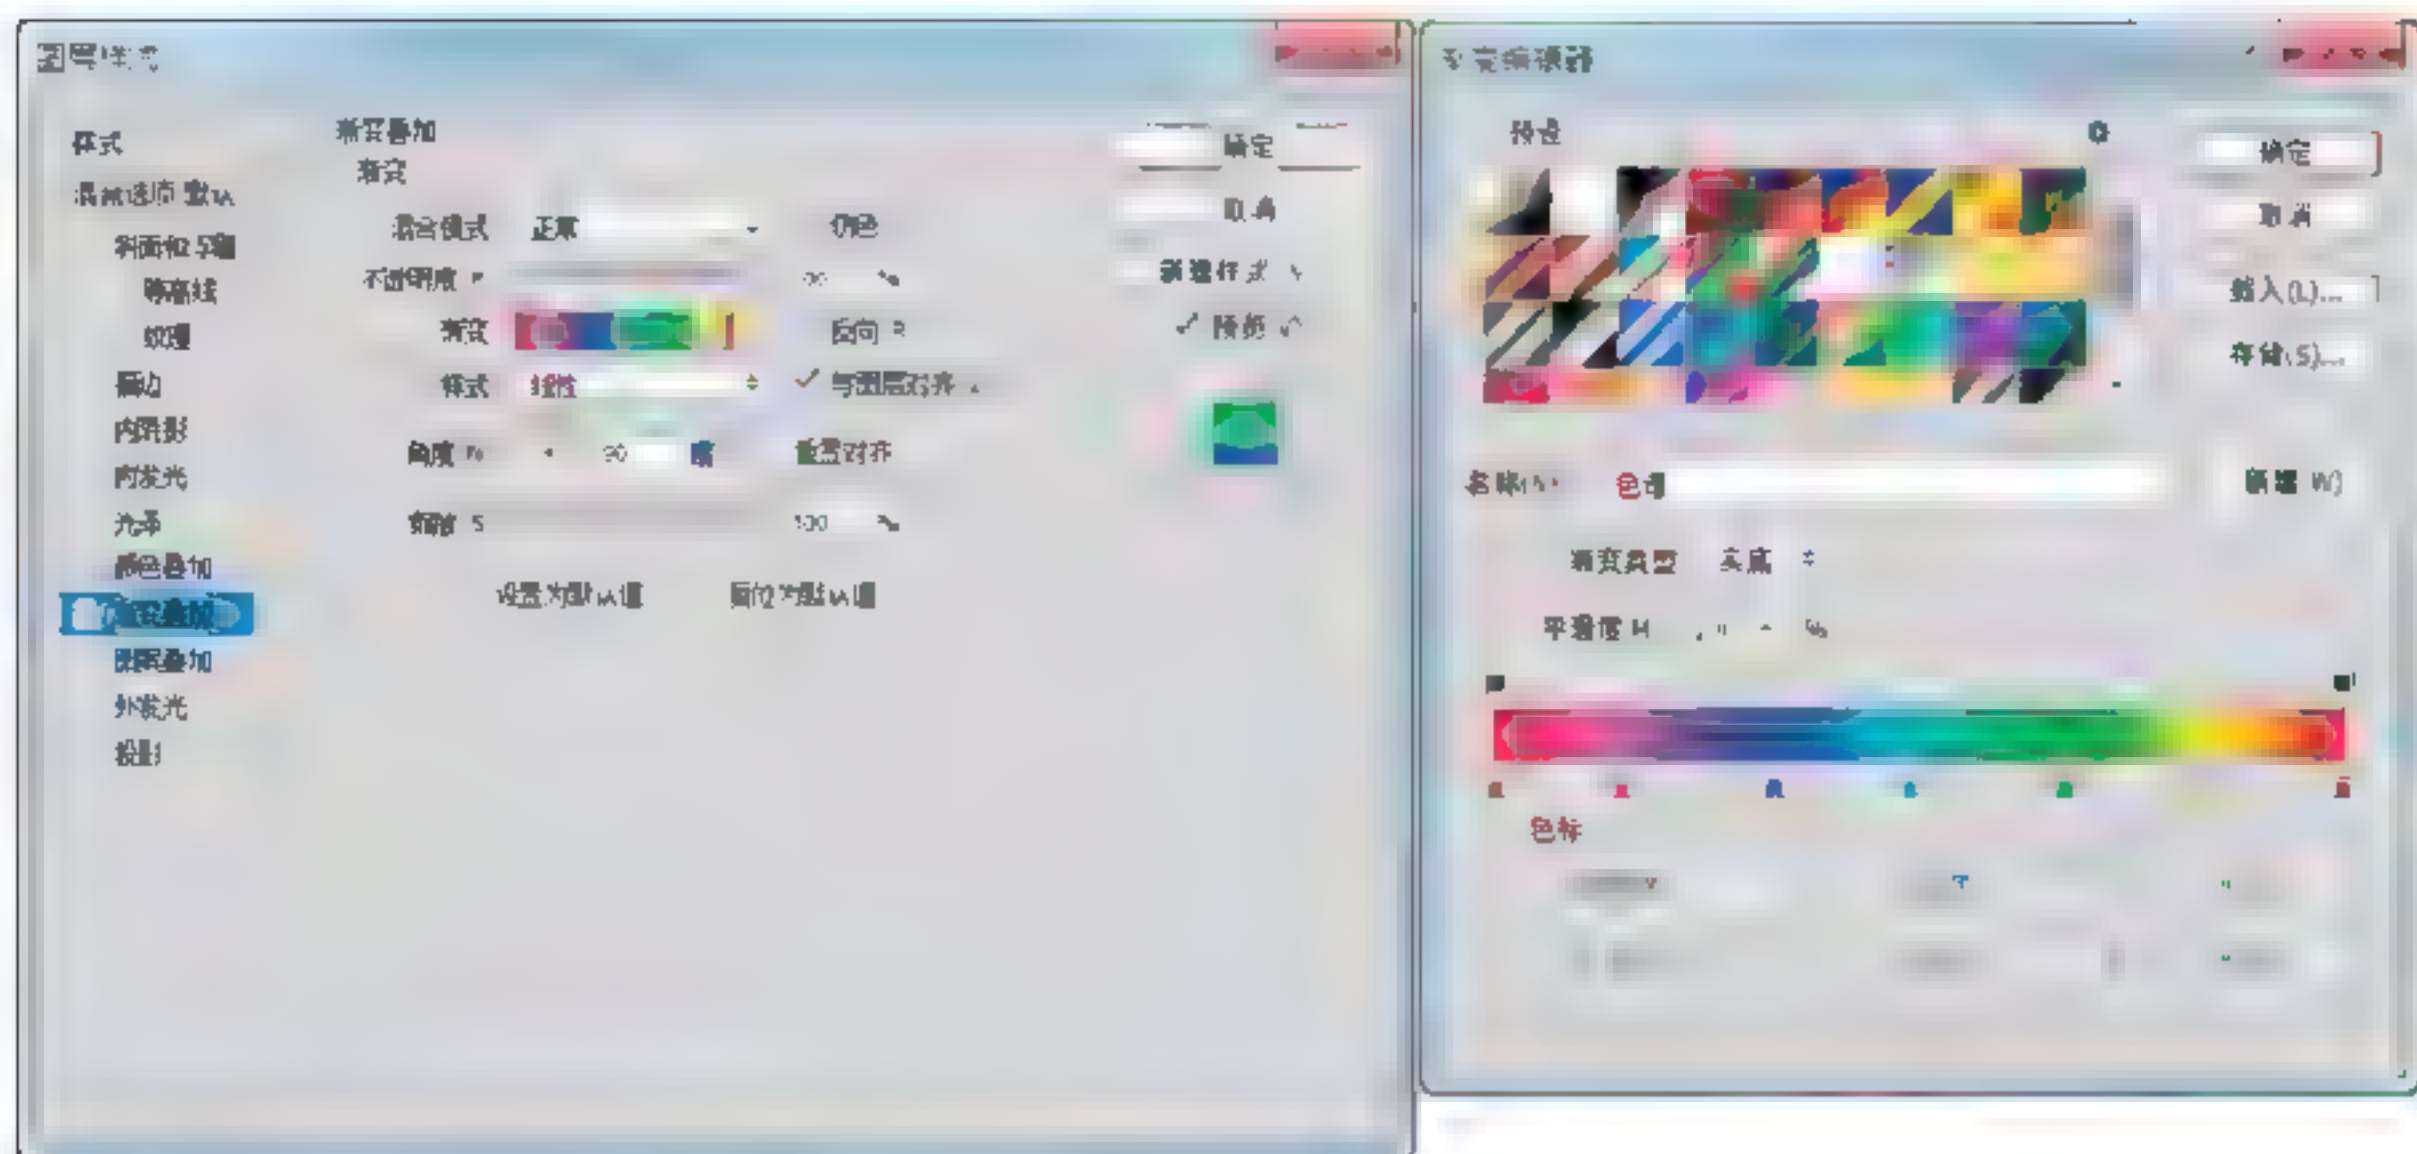 图层样式
样式
混合选项:默认
斜面和浮雕
等高线
纹理
描边
内阴影
内发光
光泽
颜色叠加
渐变叠加
图案叠加
外发光
投影
渐变叠加
渐变
混合模式 正常 仿色
不透明度 %
渐变 反向 R
样式 线性 与图层对齐
角度 N 90 度 重置对齐
缩放 S 100 %
设置为默认值 复位为默认值
确定
取消
新建样式
预览
渐变编辑器
预设
确定
取消
载入(L)...
存储(S)...
名称(N) 色谱 新建 W)
渐变类型 实底
平滑度 M %
色标